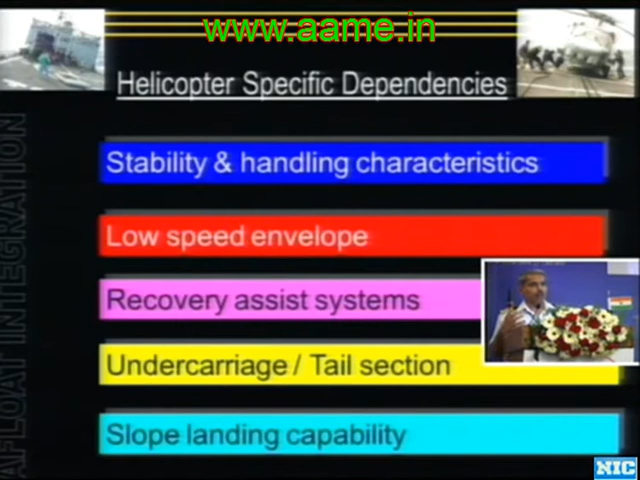 www.aame.in
Helicopter Specific Dependencies
Stability & handling characteristics
Low speed envelope
Recovery assist systems
Undercarriage / Tail section
Slope landing capability
AFLOAT INTEGRATION
NIC